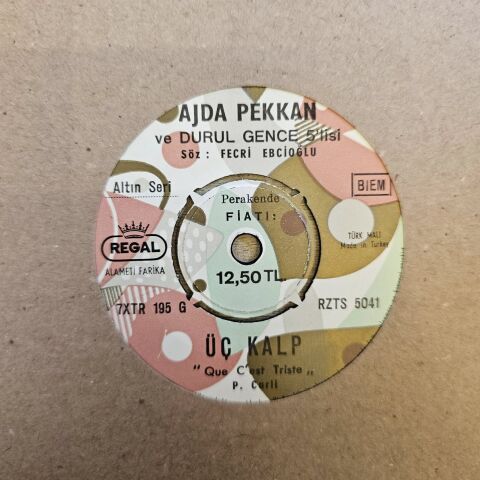 AJDA PEKKAN
ve DURUL GENCE 5'lisi
Söz : FECRİ EBCİOĞLU
Altın Seri
BIEM
Perakende
FİATI:
12,50 TL.
REGAL
ALAMETİ FARİKA
TÜRK MALI
Made in Turkey
7XTR 195 G
RZTS 5041
ÜÇ KALP
"Que C'est Triste„
P. Carli